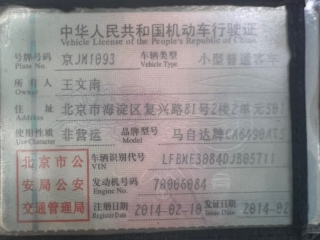 中华人民共和国机动车行驶证
Vehicle License of the People's Republic of China
号牌号码 京JM1093 车辆类型 小型普通客车
Plate No. Vehicle Type
所有人 王文南
Owner
住址 北京市海淀区复兴路81号2楼2单元501
Address
使用性质 非营运 品牌型号 马自达牌
Use Character Model
北京市公 车辆识别代号
VIN
安局公安 发动机号码
Engine No.
交通管理局 注册日期 2014-02-10 发证日期 2014-02
Register Date Issue Date